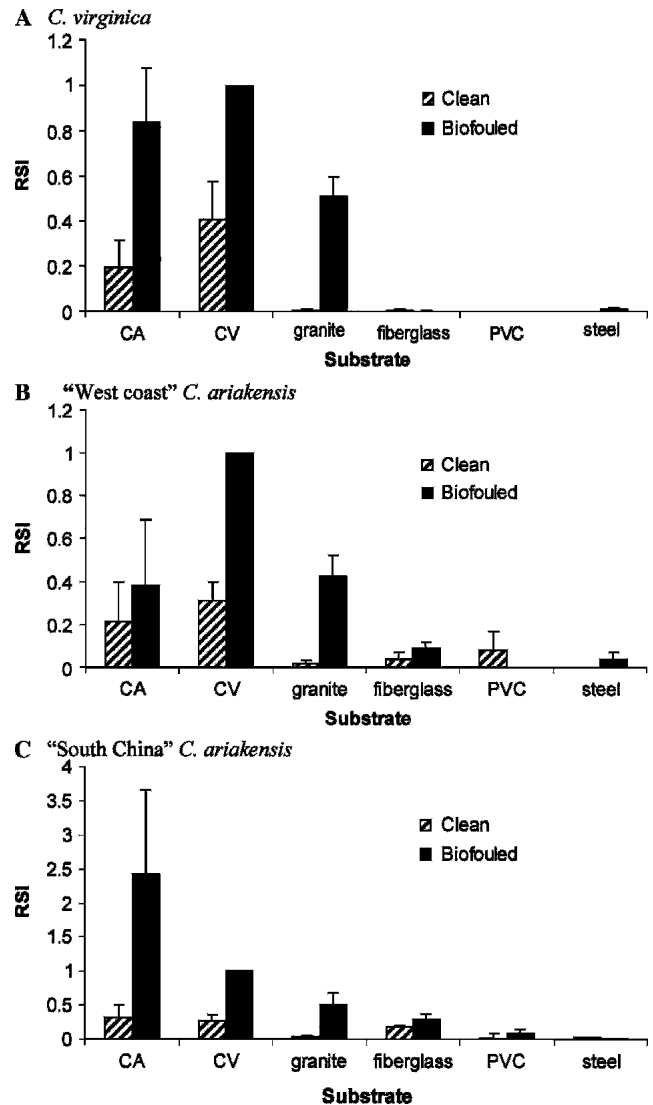 A C. virginica
1.2
1
0.8
0.6
0.4
0.2
0
RSI
Clean
Biofouled
CA CV granite fiberglass PVC steel
Substrate
B "West coast" C. ariakensis
1.2
1
0.8
0.6
0.4
0.2
0
RSI
Clean
Biofouled
CA CV granite fiberglass PVC steel
Substrate
C "South China" C. ariakensis
4
3.5
3
2.5
2
1.5
1
0.5
0
RSI
Clean
Biofouled
CA CV granite fiberglass PVC steel
Substrate